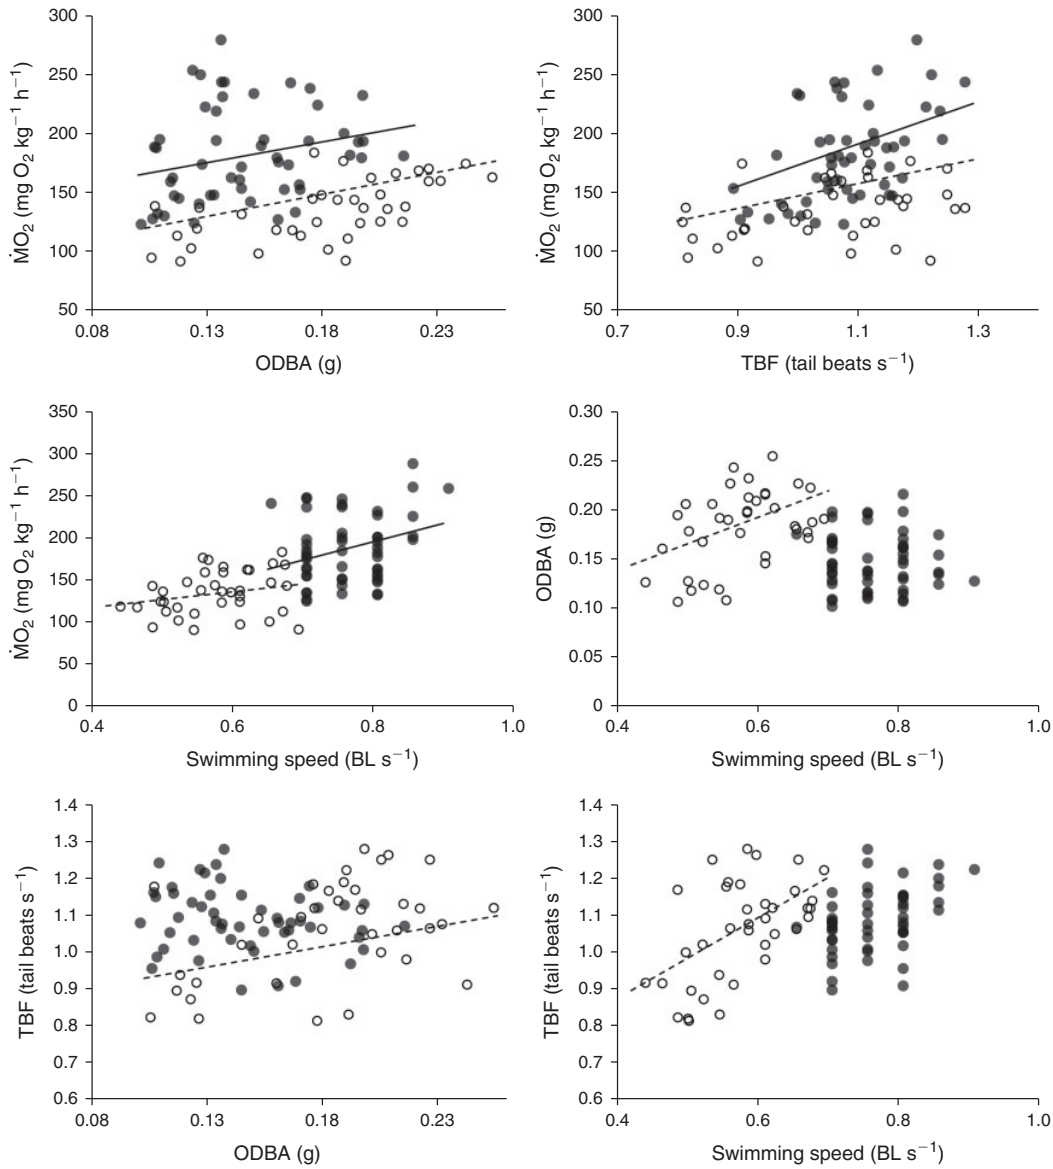 300
250
200
150
100
50
ṀO₂ (mg O₂ kg⁻¹ h⁻¹)
0.08 0.13 0.18 0.23
ODBA (g)
300
250
200
150
100
50
ṀO₂ (mg O₂ kg⁻¹ h⁻¹)
0.7 0.9 1.1 1.3
TBF (tail beats s⁻¹)
350
300
250
200
150
100
50
0
ṀO₂ (mg O₂ kg⁻¹ h⁻¹)
0.4 0.6 0.8 1.0
Swimming speed (BL s⁻¹)
0.30
0.25
0.20
0.15
0.10
0.05
0
ODBA (g)
0.4 0.6 0.8 1.0
Swimming speed (BL s⁻¹)
1.4
1.3
1.2
1.1
1.0
0.9
0.8
0.7
0.6
TBF (tail beats s⁻¹)
0.08 0.13 0.18 0.23
ODBA (g)
1.4
1.3
1.2
1.1
1.0
0.9
0.8
0.7
0.6
TBF (tail beats s⁻¹)
0.4 0.6 0.8 1.0
Swimming speed (BL s⁻¹)